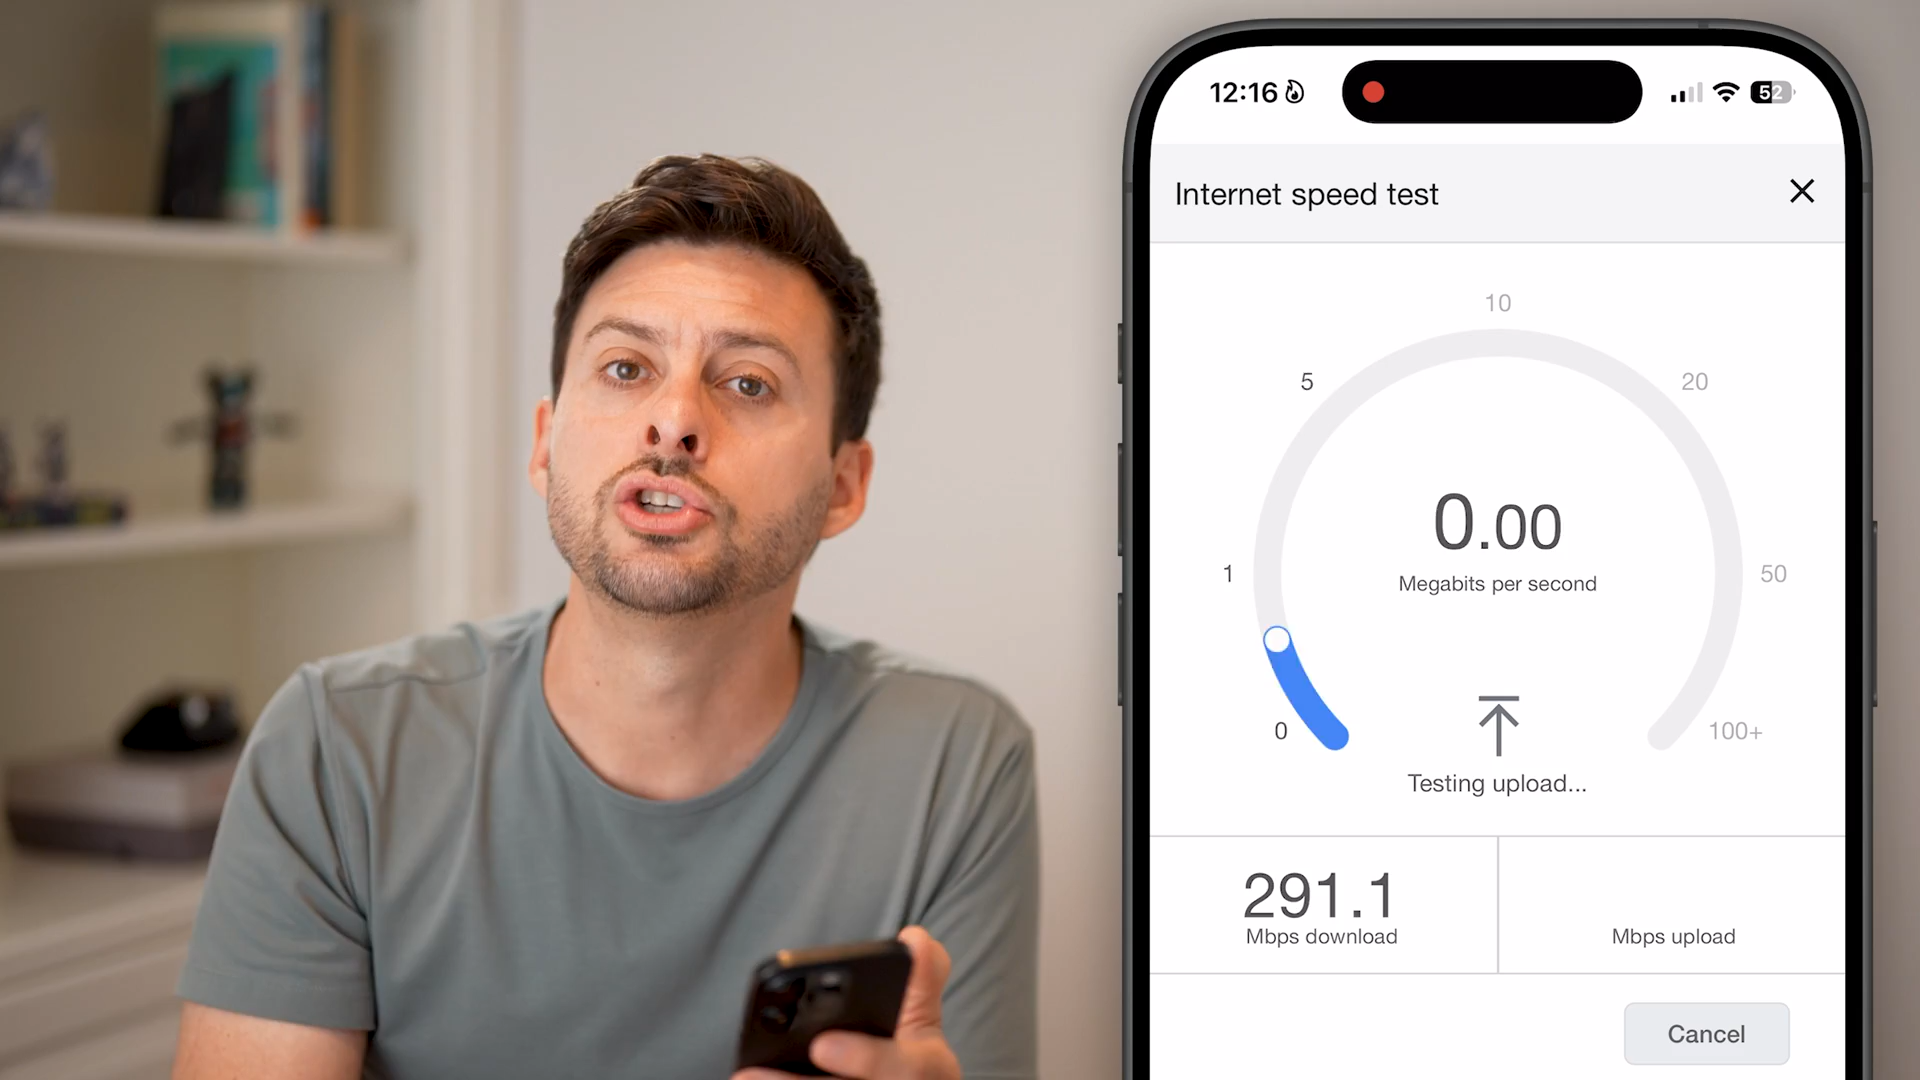 12:16
52
Internet speed test
10
5
20
0.00
Megabits per second
1
50
0
100+
Testing upload...
291.1
Mbps download
Mbps upload
Cancel